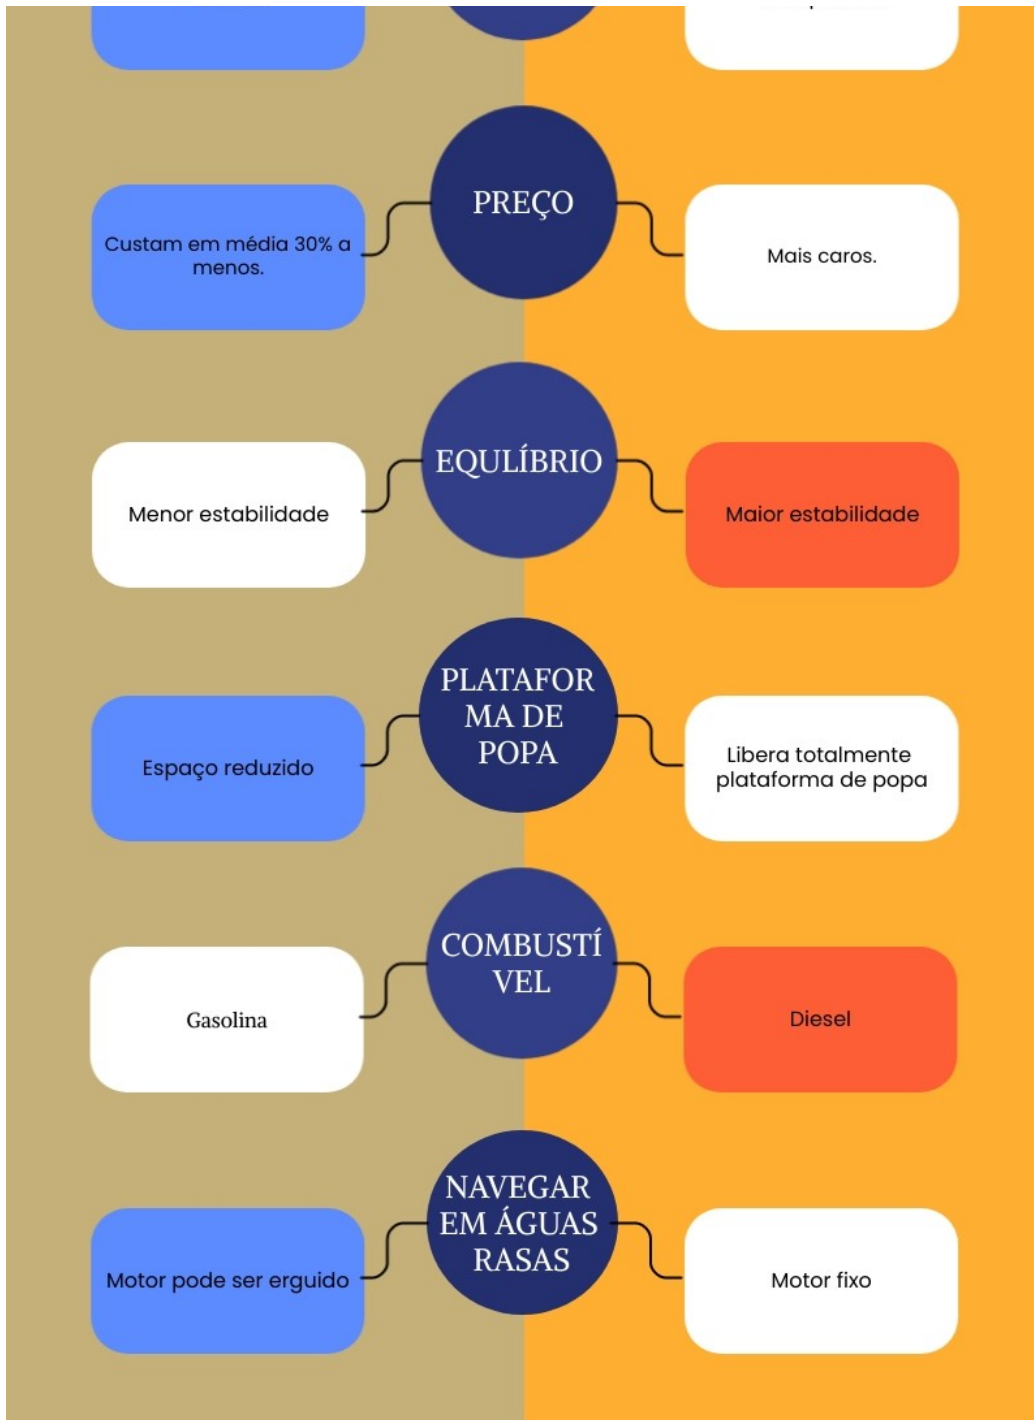 PREÇO
Custam em média 30% a
menos.
Mais caros.
EQULÍBRIO
Menor estabilidade
Maior estabilidade
PLATAFOR
MA DE
POPA
Espaço reduzido
Libera totalmente
plataforma de popa
COMBUSTÍ
VEL
Gasolina
Diesel
NAVEGAR
EM ÁGUAS
RASAS
Motor pode ser erguido
Motor fixo